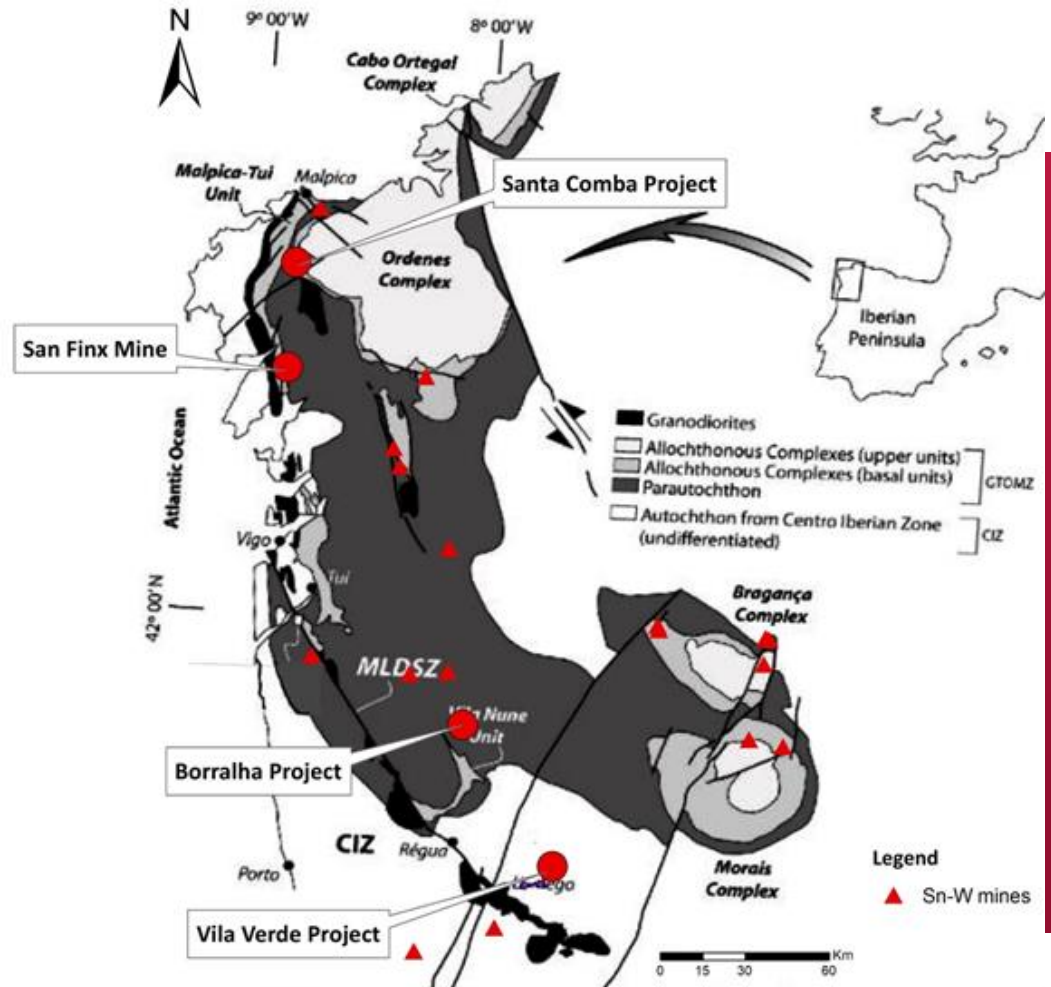 N
9° 00'W
8° 00'W
Cabo Ortegal
Complex
Malpica-Tui
Unit
Malpica
Santa Comba Project
Ordenes
Complex
San Finx Mine
Iberian
Peninsula
Atlantic Ocean
Granodiorites
Allochthonous Complexes (upper units)
Allochthonous Complexes (basal units)
GTOMZ
Parautochthon
Autochthon from Centro Iberian Zone
(undifferentiated)
CIZ
Vigo
Tui
42° 00'N
Bragança
Complex
MLDSZ
Nune
Unit
Borralha Project
CIZ
Régua
Porto
Morais
Complex
Legend
Sn-W mines
Vila Verde Project
Km
0 15 30 60